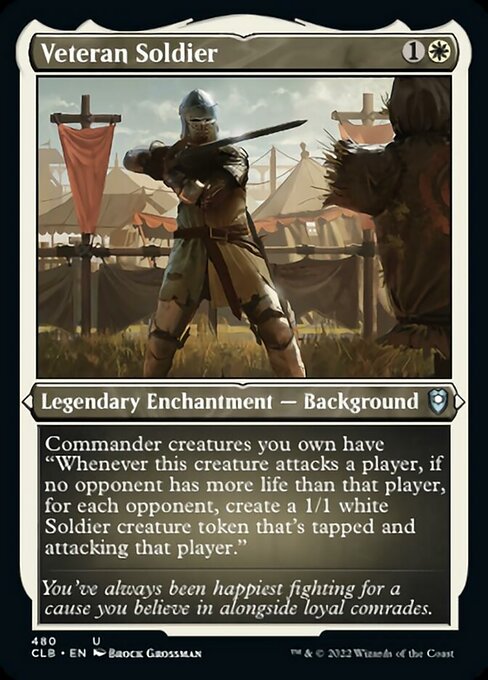 Veteran Soldier 1
Legendary Enchantment — Background
Commander creatures you own have
“Whenever this creature attacks a player, if
no opponent has more life than that player,
for each opponent, create a 1/1 white
Soldier creature token that’s tapped and
attacking that player.”
You’ve always been happiest fighting for a
cause you believe in alongside loyal comrades.
480 U
CLB • EN Brock Grossman ™ & © 2022 Wizards of the Coast